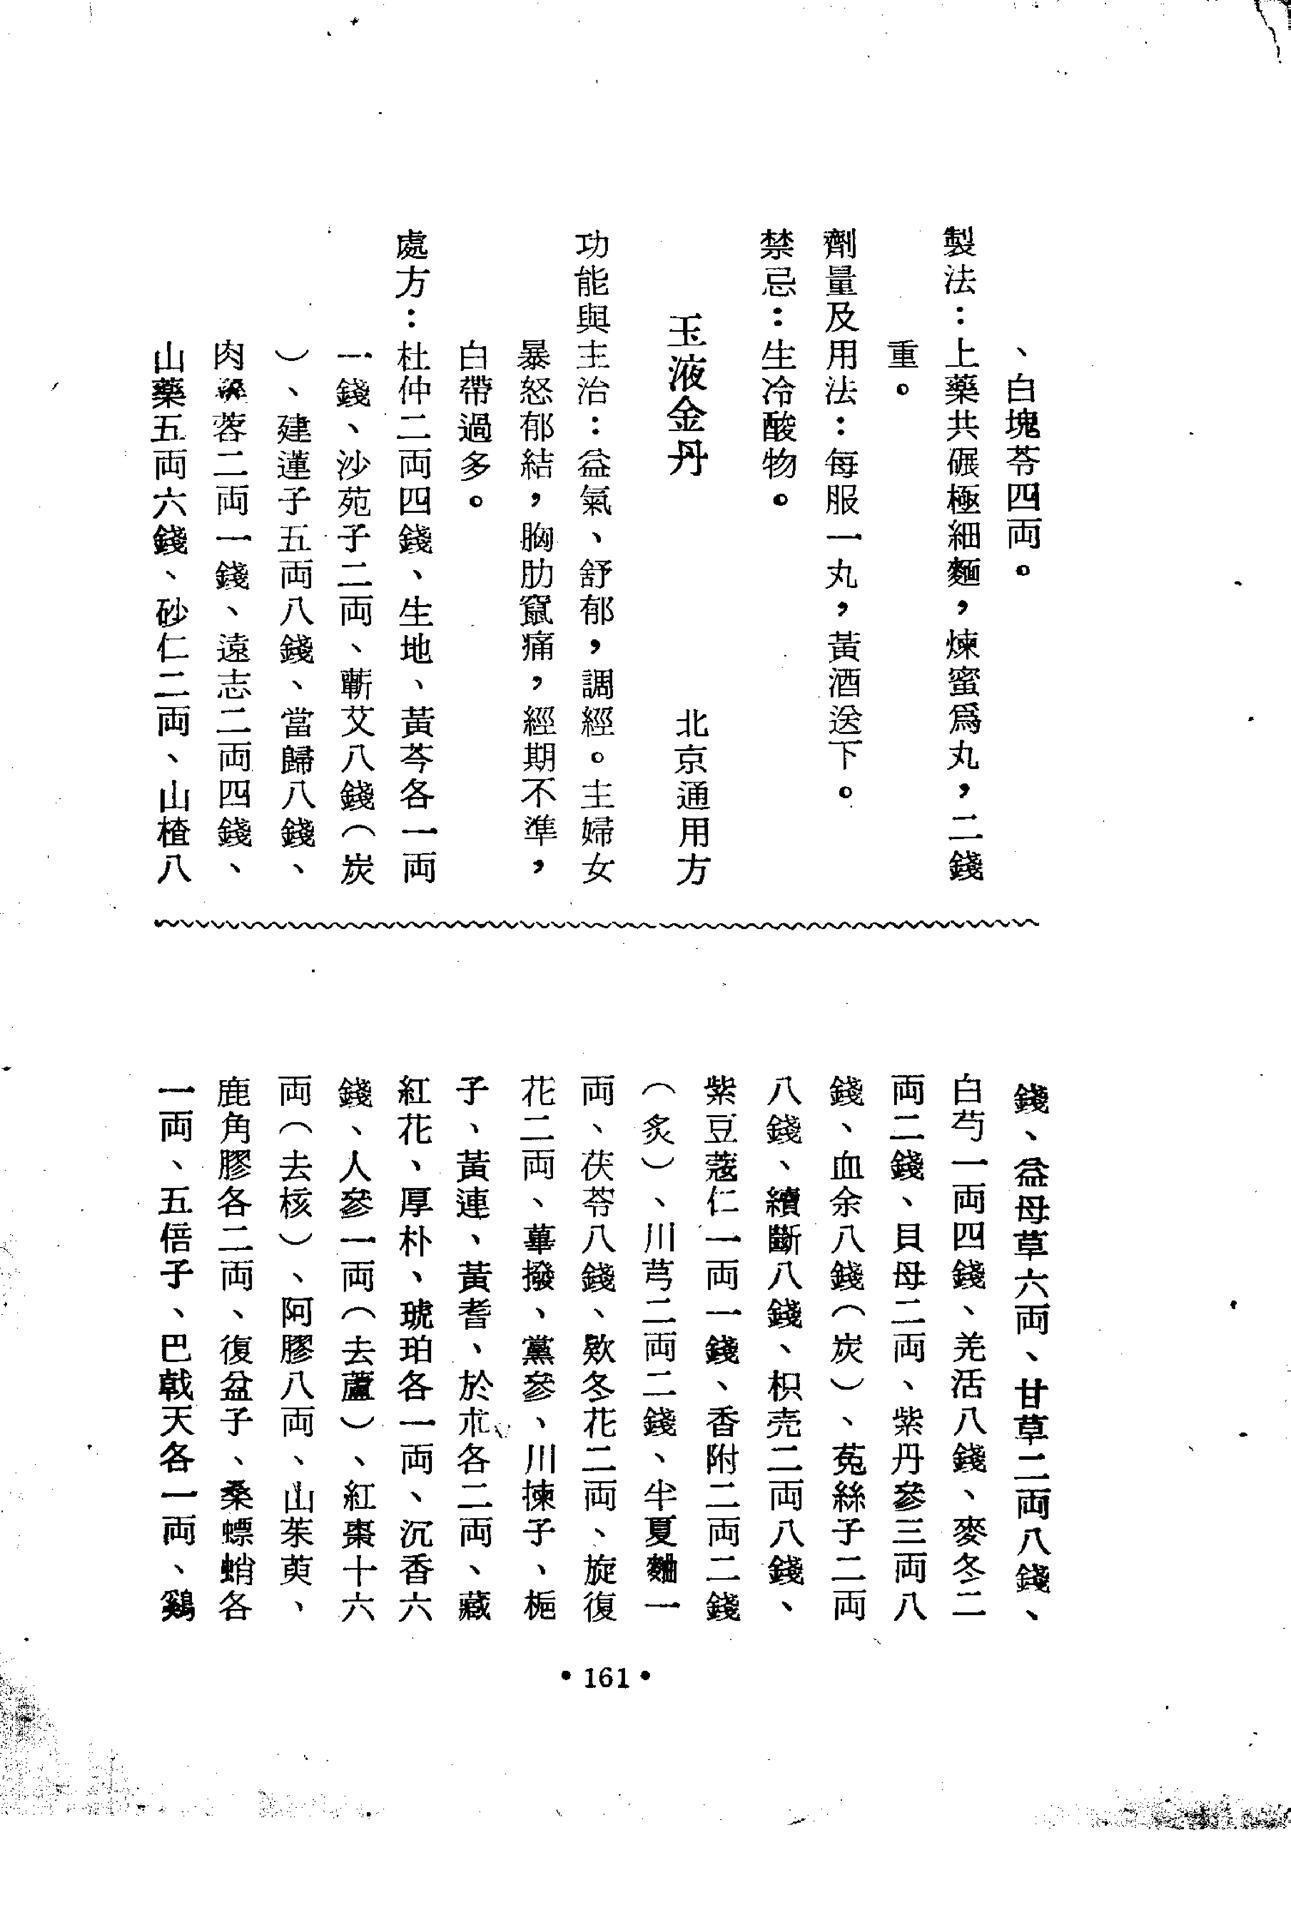 、白塊苓四両。
製法：上藥共碾極細麵，煉蜜爲丸，二錢
重。
劑量及用法：每服一丸，黃酒送下。
禁忌：生冷酸物。
玉液金丹　北京通用方
功能與主治：益氣、舒郁，調經。主婦女
暴怒郁結，胸肋竄痛，經期不準，
白帶過多。
處方：杜仲二両四錢、生地、黃芩各一両
一錢、沙苑子二両、蘄艾八錢（炭
）、建蓮子五両八錢、當歸八錢、
肉蓉二両一錢、遠志二両四錢、
山藥五両六錢、砂仁二両、山楂八
錢、益母草六両、甘草二両八錢、
白芍一両四錢、羌活八錢、麥冬二
両二錢、貝母二両、紫丹參三両八
錢、血余八錢（炭）、菟絲子二両
八錢、續斷八錢、枳壳二両八錢、
紫豆蔻仁一両一錢、香附二両二錢
（炙）、川芎二両二錢、半夏麯一
両、茯苓八錢、欵冬花二両、旋復
花二両、蓽撥、黨參、川楝子、梔
子、黃連、黃耆、於朮各二両、藏
紅花、厚朴、琥珀各一両、沉香六
錢、人參一両（去蘆）、紅棗十六
両（去核）、阿膠八両、山茱萸、
鹿角膠各二両、復盆子、桑螵蛸各
一両、五倍子、巴戟天各一両、鷄
• 161 •